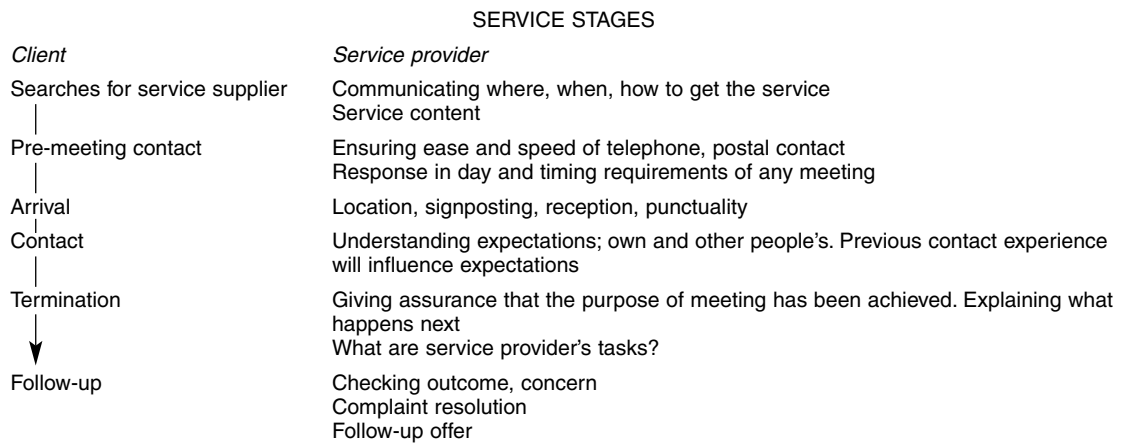 SERVICE STAGES
Client Service provider
Searches for service supplier Communicating where, when, how to get the service
Service content
Pre-meeting contact Ensuring ease and speed of telephone, postal contact
Response in day and timing requirements of any meeting
Arrival Location, signposting, reception, punctuality
Contact Understanding expectations; own and other people's. Previous contact experience
will influence expectations
Termination Giving assurance that the purpose of meeting has been achieved. Explaining what
happens next
What are service provider's tasks?
Follow-up Checking outcome, concern
Complaint resolution
Follow-up offer